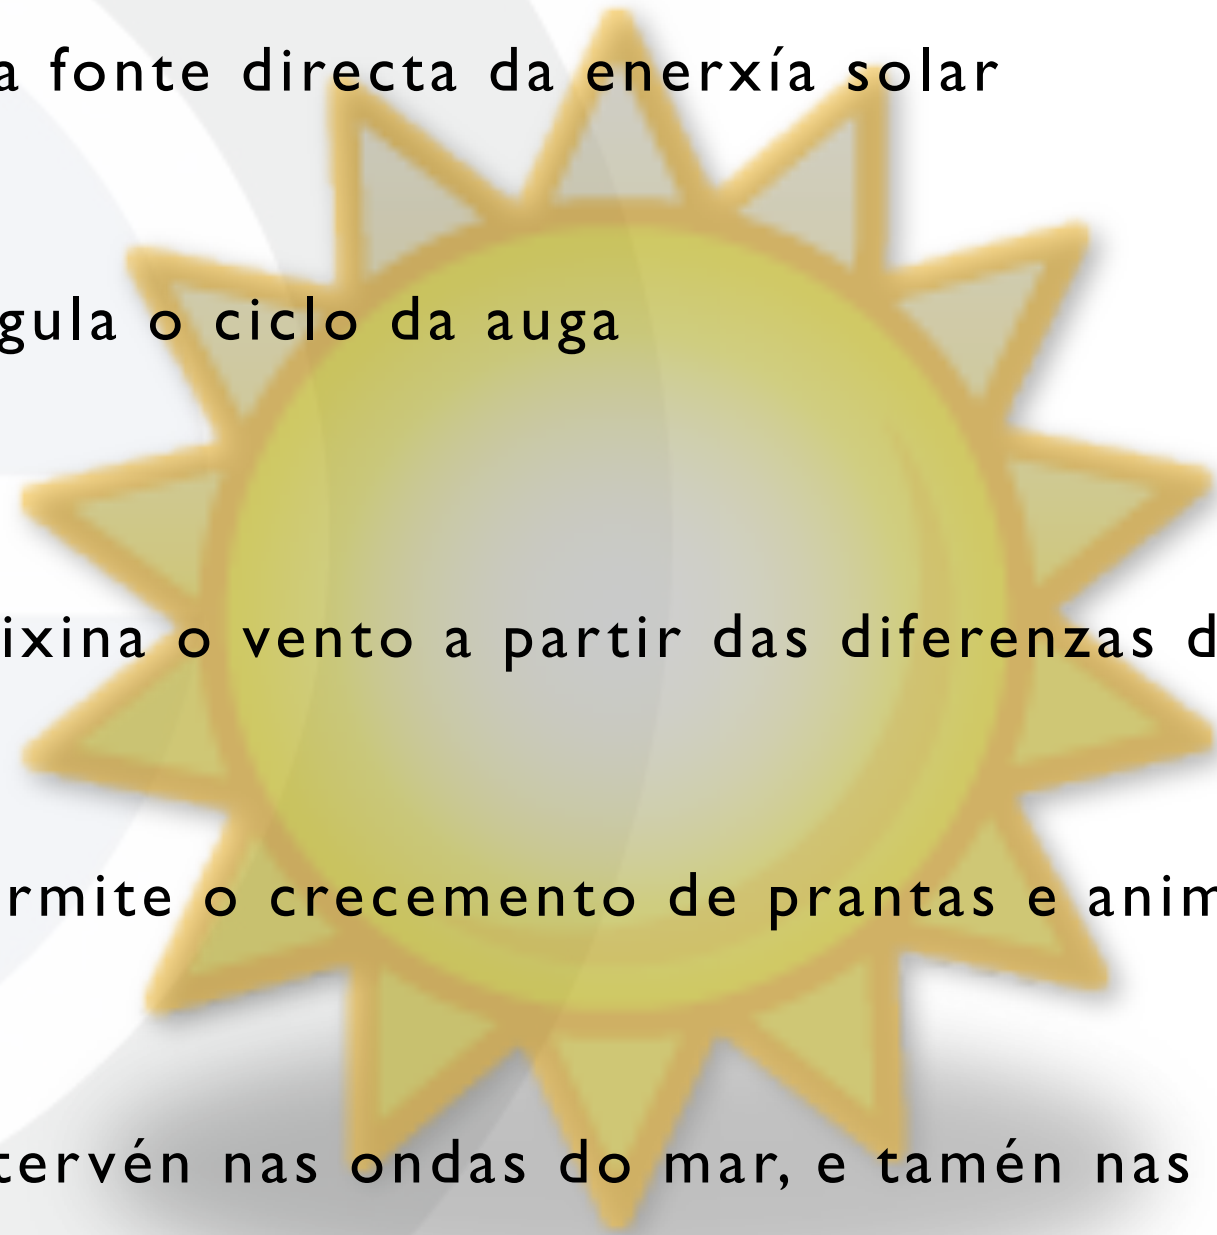 a fonte directa da enerxía solar
gula o ciclo da auga
ixina o vento a partir das diferenzas d
rmite o crecemento de prantas e anim
tervén nas ondas do mar, e tamén nas